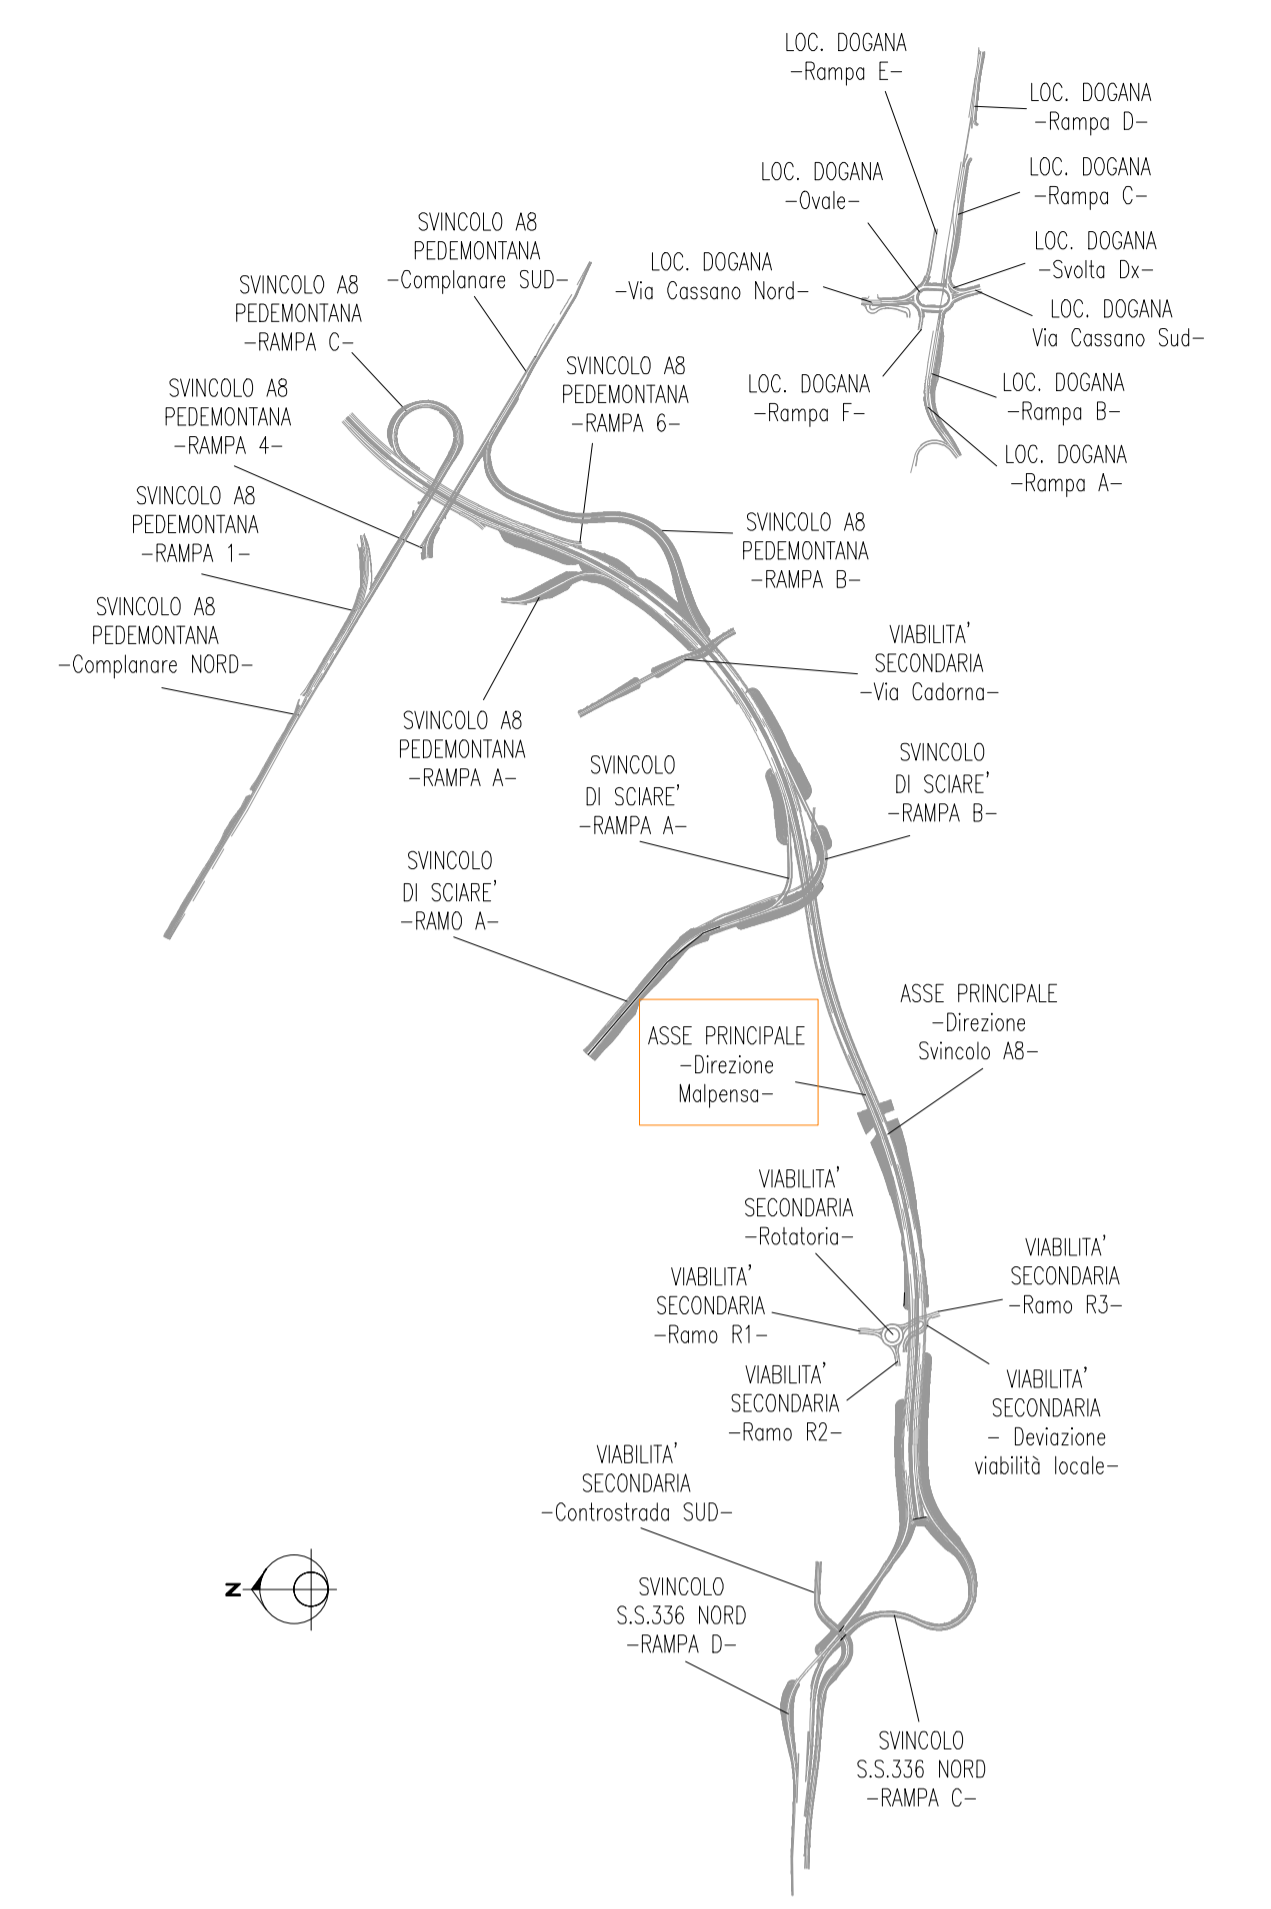 LOC. DOGANA
-Rampa E-
LOC. DOGANA
-Rampa D-
LOC. DOGANA
-Ovale-
LOC. DOGANA
-Rampa C-
SVINCOLO A8
PEDEMONTANA
-Complanare SUD-
LOC. DOGANA
-Svolta Dx-
LOC. DOGANA
-Via Cassano Nord-
SVINCOLO A8
PEDEMONTANA
-RAMPA C-
LOC. DOGANA
Via Cassano Sud-
SVINCOLO A8
PEDEMONTANA
-RAMPA 6-
LOC. DOGANA
-Rampa F-
LOC. DOGANA
-Rampa B-
SVINCOLO A8
PEDEMONTANA
-RAMPA 4-
LOC. DOGANA
-Rampa A-
SVINCOLO A8
PEDEMONTANA
-RAMPA 1-
SVINCOLO A8
PEDEMONTANA
-RAMPA B-
SVINCOLO A8
PEDEMONTANA
-Complanare NORD-
VIABILITA'
SECONDARIA
-Via Cadorna-
SVINCOLO A8
PEDEMONTANA
-RAMPA A-
SVINCOLO
DI SCIARE'
-RAMPA A-
SVINCOLO
DI SCIARE'
-RAMPA B-
SVINCOLO
DI SCIARE'
-RAMO A-
ASSE PRINCIPALE
-Direzione
Svincolo A8-
ASSE PRINCIPALE
-Direzione
Malpensa-
VIABILITA'
SECONDARIA
-Rotatoria-
VIABILITA'
SECONDARIA
-Ramo R3-
VIABILITA'
SECONDARIA
-Ramo R1-
VIABILITA'
SECONDARIA
-Ramo R2-
VIABILITA'
SECONDARIA
- Deviazione
viabilità locale-
VIABILITA'
SECONDARIA
-Controstrada SUD-
N
SVINCOLO
S.S.336 NORD
-RAMPA D-
SVINCOLO
S.S.336 NORD
-RAMPA C-